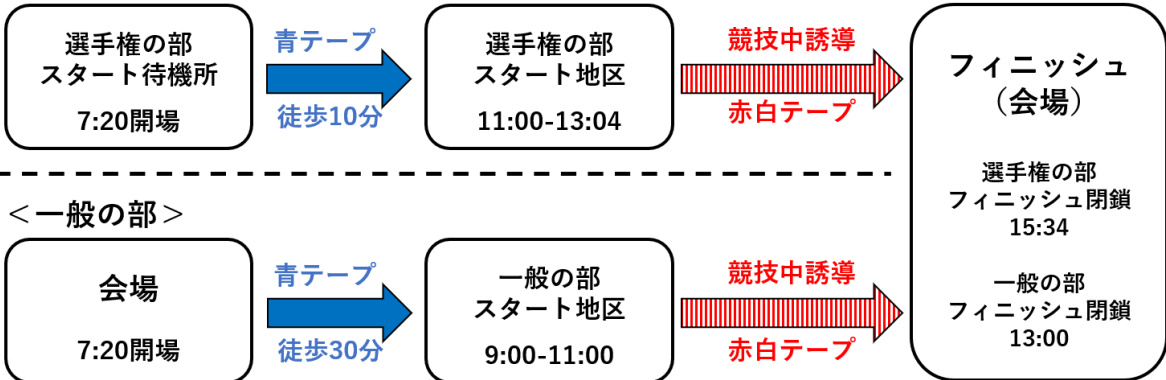 選手権の部
スタート待機所
7:20開場
青テープ
徒歩10分
選手権の部
スタート地区
11:00-13:04
競技中誘導
赤白テープ
フィニッシュ
（会場）
選手権の部
フィニッシュ閉鎖
15:34
一般の部
フィニッシュ閉鎖
13:00
＜一般の部＞
会場
7:20開場
青テープ
徒歩30分
一般の部
スタート地区
9:00-11:00
競技中誘導
赤白テープ